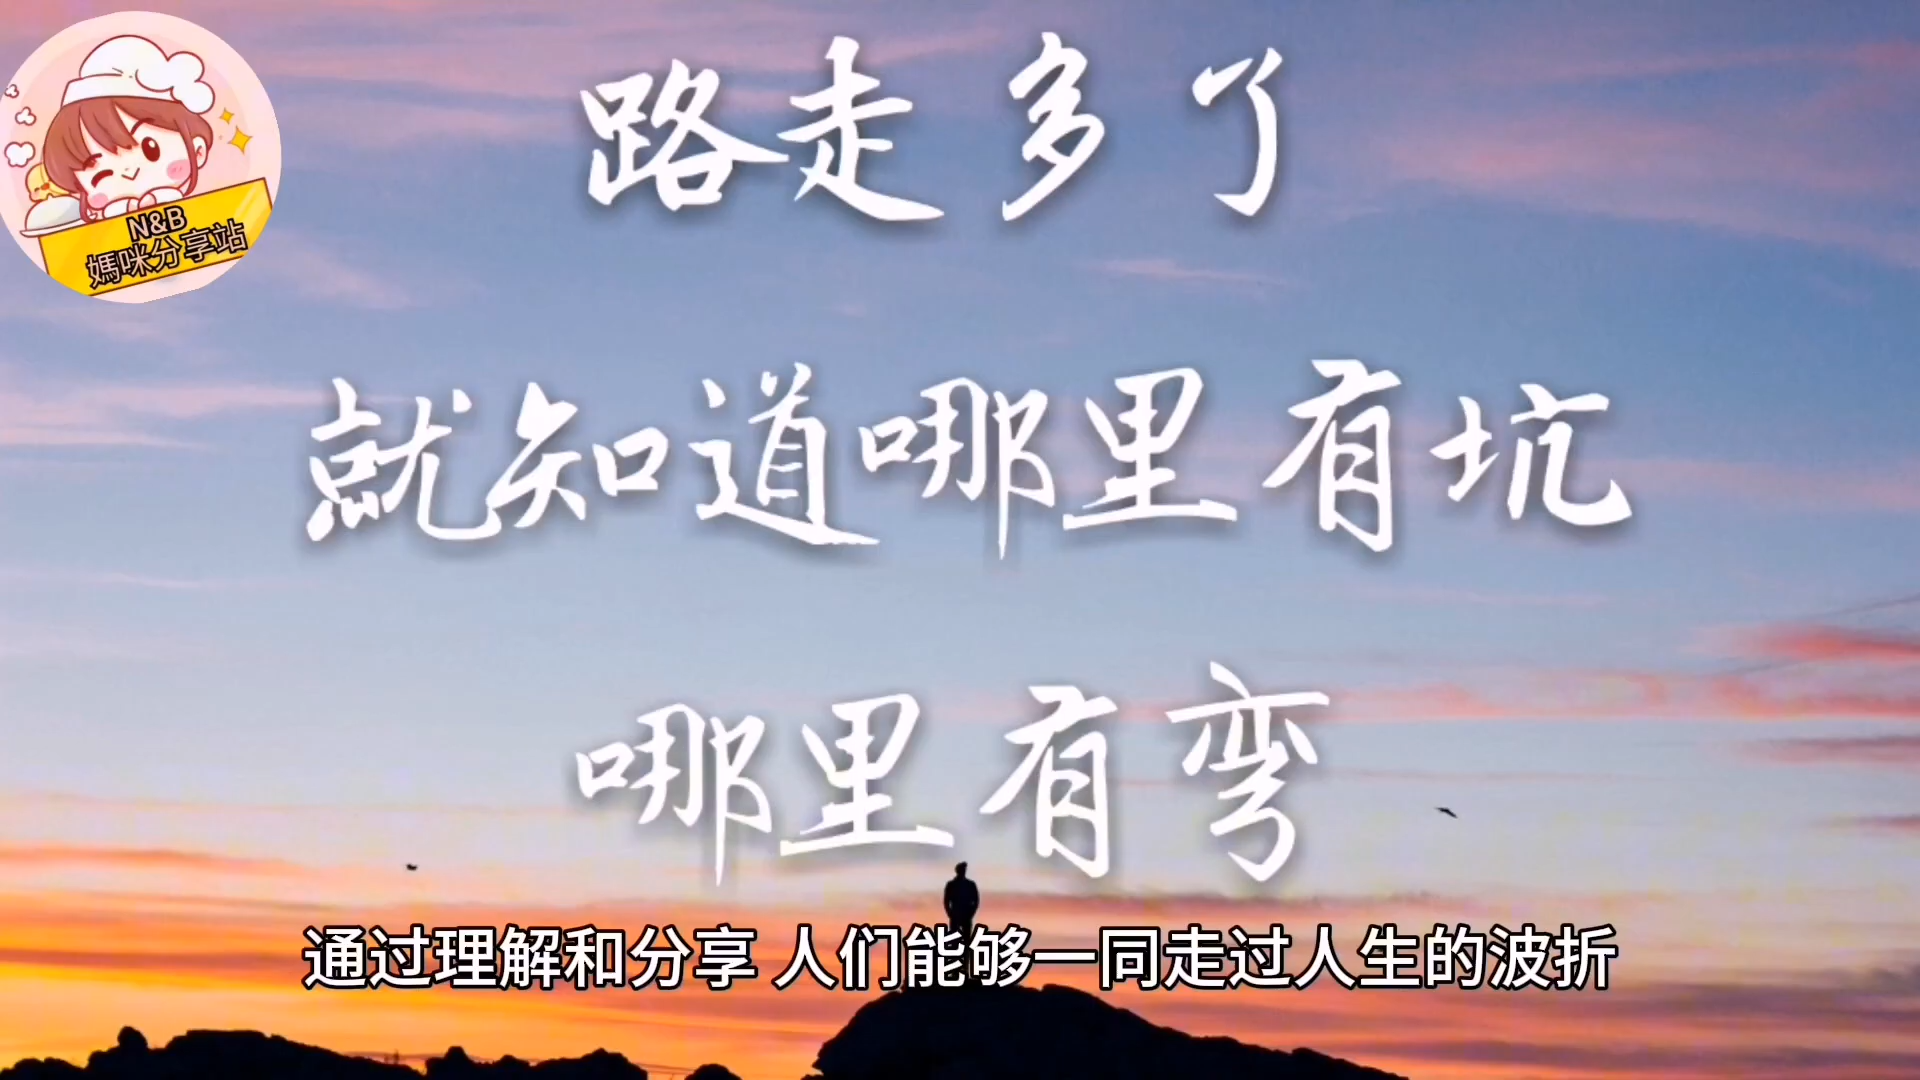 N&B
媽咪分享站
路走多了
就知道哪里有坑
哪里有弯
通过理解和分享 人们能够一同走过人生的波折